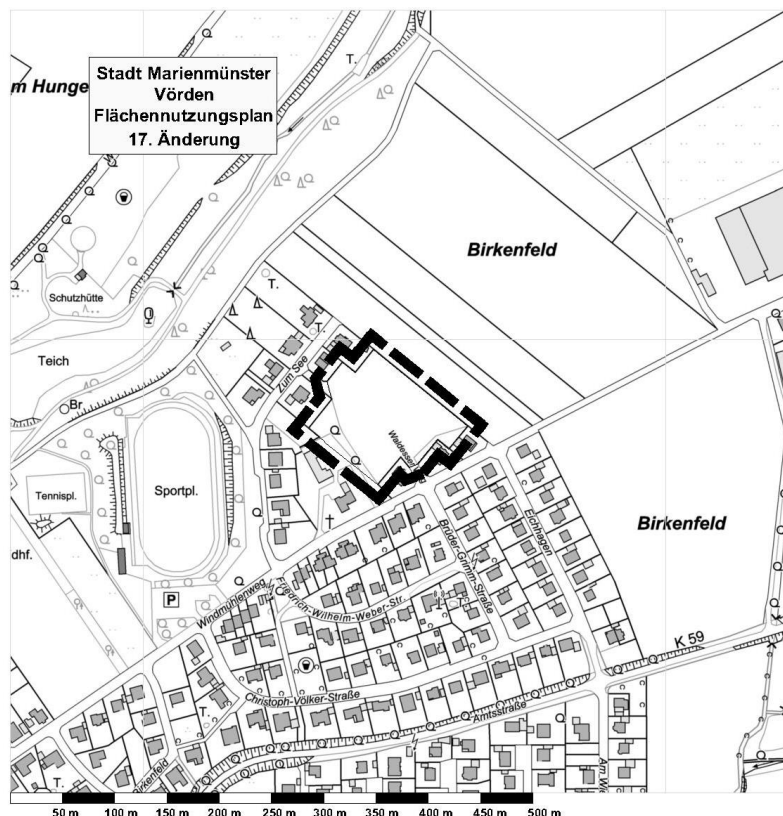 Stadt Marienmünster
Vörden
Flächennutzungsplan
17. Änderung
m Hunge
T.
Birkenfeld
Schutzhütte
T.
T.
Teich
Zum See
Br
Tennispl.
Sportpl.
Birkenfeld
dhf.
Eichhagen
Brüder-Grimm-Straße
P
Windmühlenweg
Friedrich-Wilhelm-Weber-Str.
K 59
Christoph-Völker-Straße
Amtsstraße
T.
Birkenfeld
T.
50 m 100 m 150 m 200 m 250 m 300 m 350 m 400 m 450 m 500 m